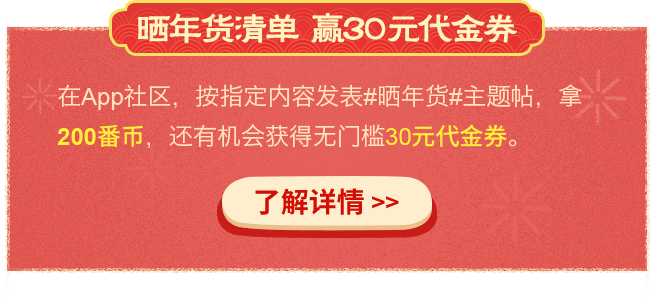 晒年货清单 赢30元代金券
在App社区，按指定内容发表#晒年货#主题帖，拿
200番币，还有机会获得无门槛30元代金券。
了解详情 >>